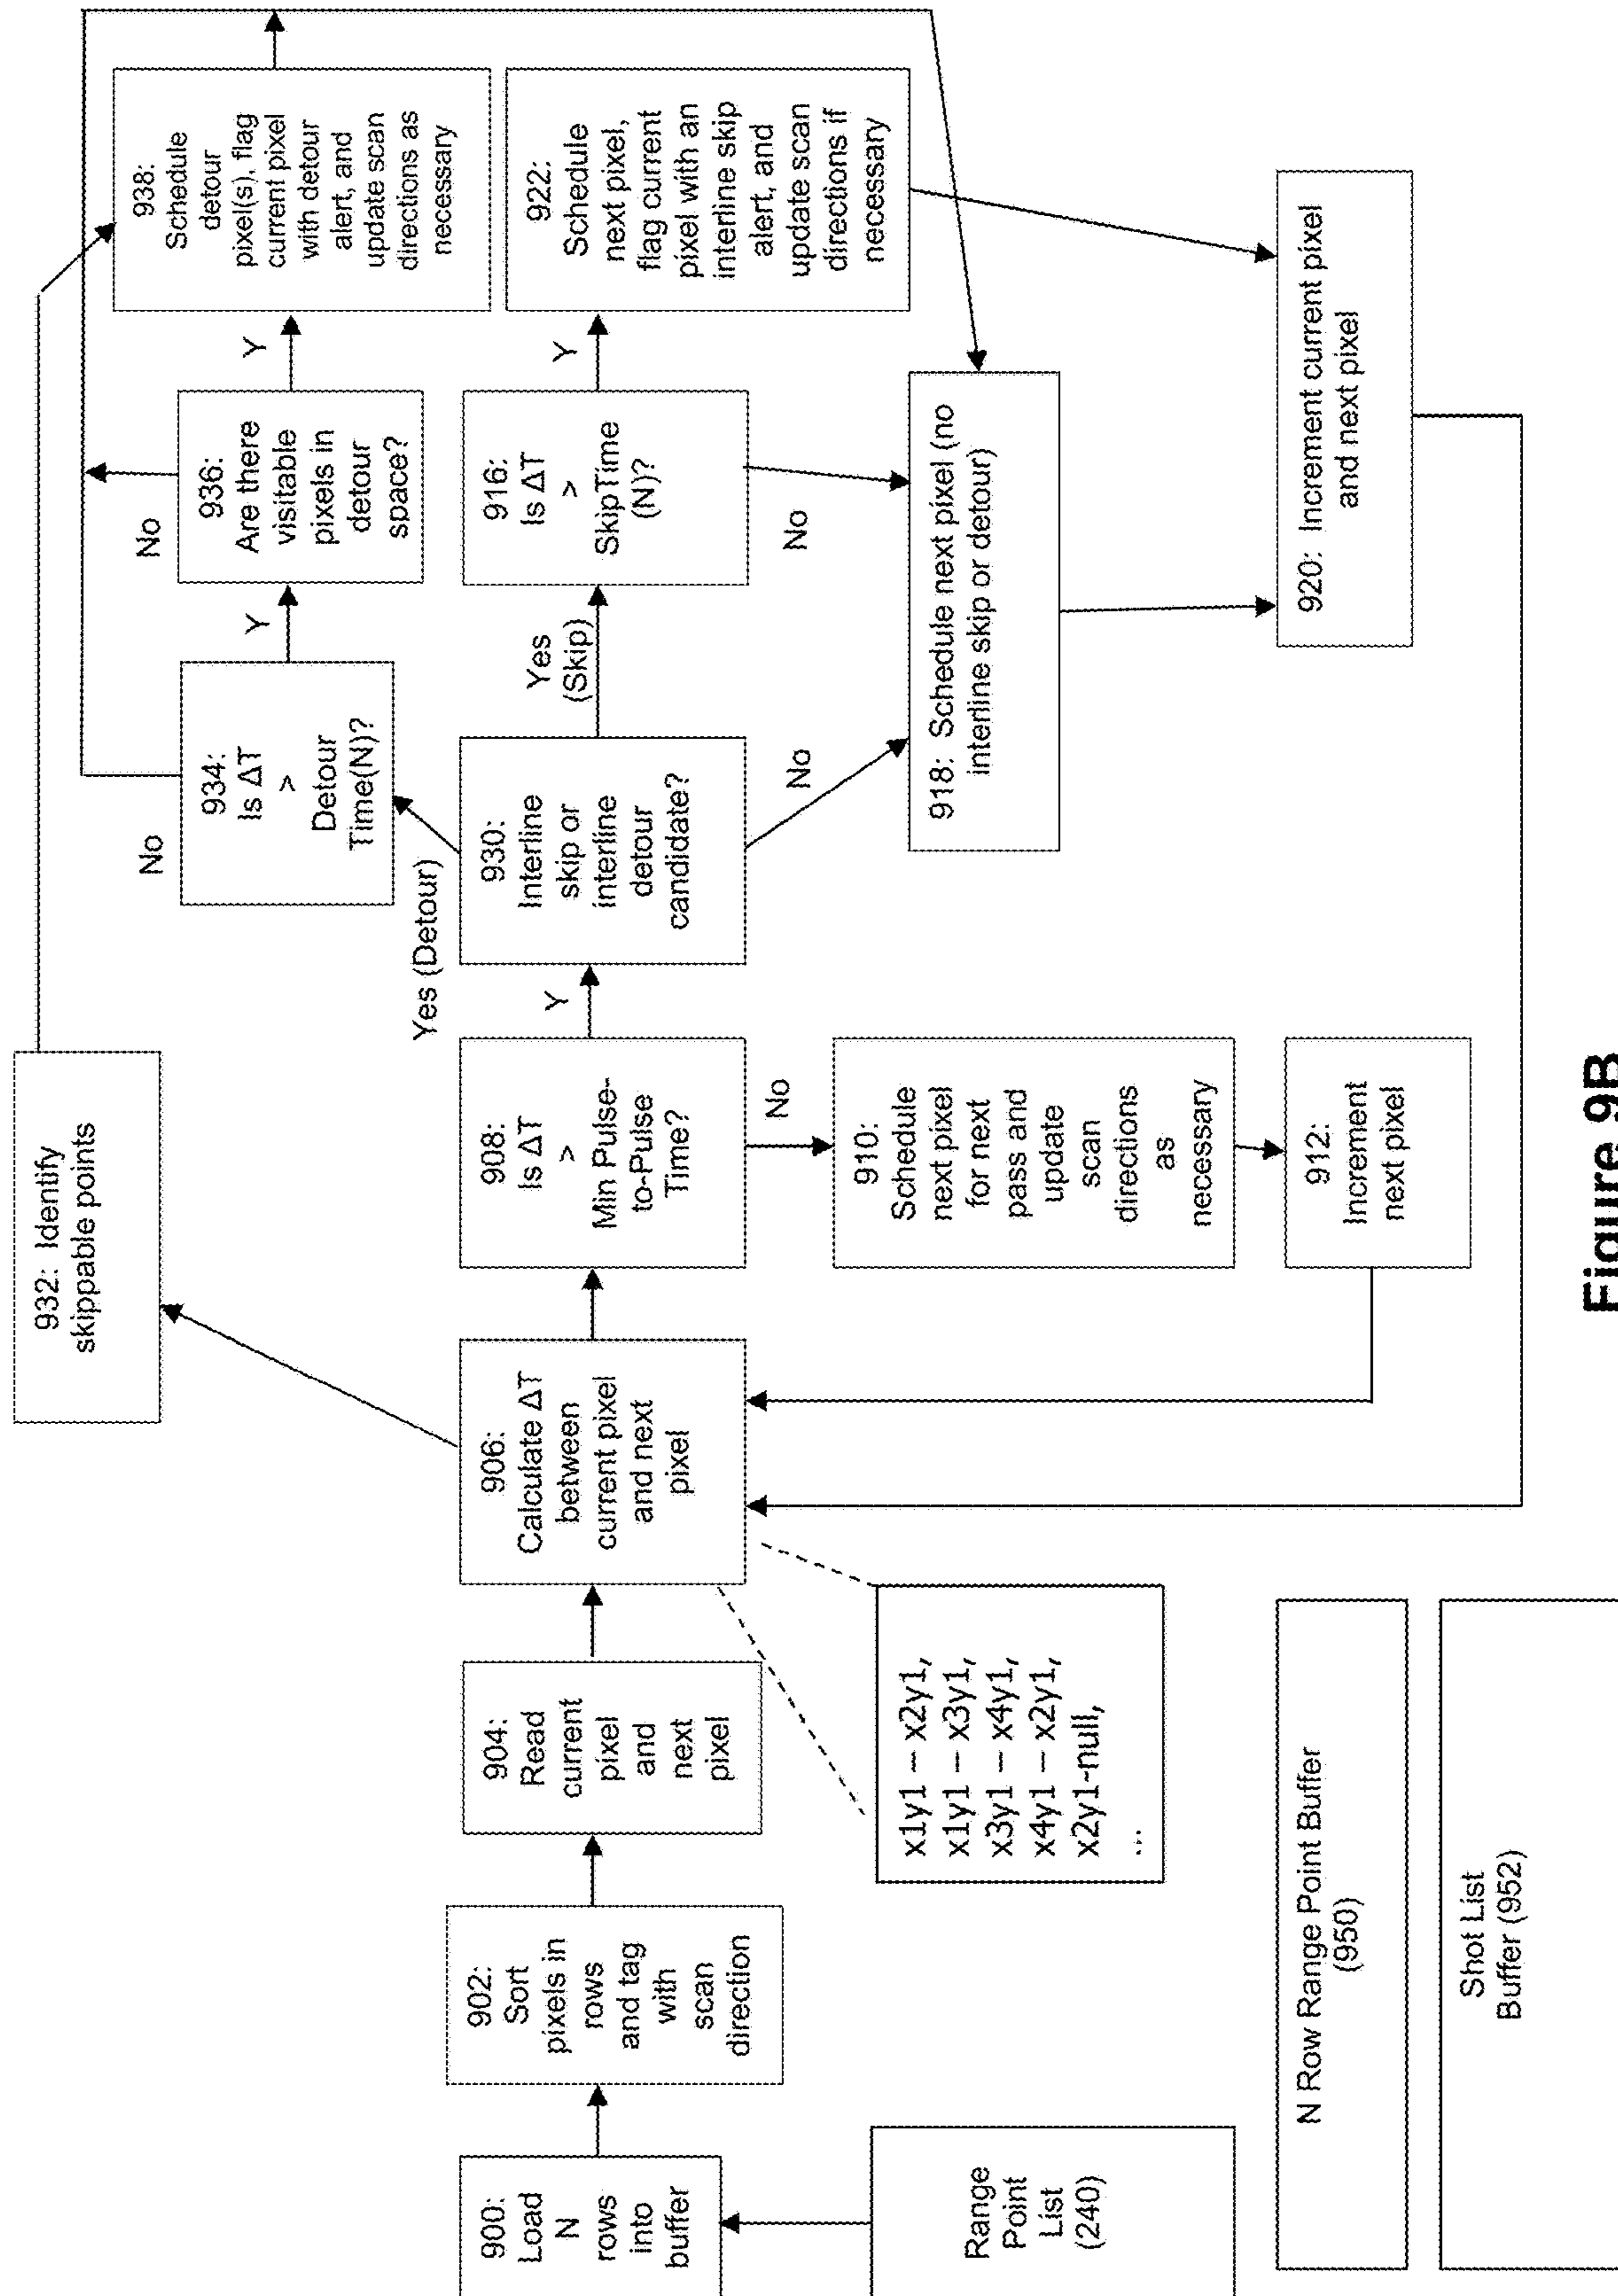 932: Identify
skippable points
938:
Schedule
detour
pixel(s), flag
current pixel
with detour
alert, and
update scan
directions as
necessary
No
934:
Is ΔT
>
Detour
Time(N)?
Y
No
936:
Are there
visitable
pixels in
detour
space?
Y
Yes (Detour)
900:
Load
N
rows
into
buffer
902:
Sort
pixels in
rows
and tag
with
scan
direction
904:
Read
current
pixel
and
next
pixel
906:
Calculate ΔT
between
current pixel
and next
pixel
908:
Is ΔT
>
Min Pulse-
to-Pulse
Time?
Y
930:
Interline
skip or
interline
detour
candidate?
Yes
(Skip)
916:
Is ΔT
>
SkipTime
(N)?
Y
922:
Schedule
next pixel,
flag current
pixel with an
interline skip
alert, and
update scan
directions if
necessary
No
No
No
Range
Point
List
(240)
x1y1 – x2y1,
x1y1 – x3y1,
x3y1 – x4y1,
x4y1 – x2y1,
x2y1-null,
...
910:
Schedule
next pixel
for next
pass and
update
scan
directions
as
necessary
918: Schedule next pixel (no
interline skip or detour)
912:
Increment
next pixel
920: Increment current pixel
and next pixel
N Row Range Point Buffer
(950)
Shot List
Buffer (952)
Figure 9B